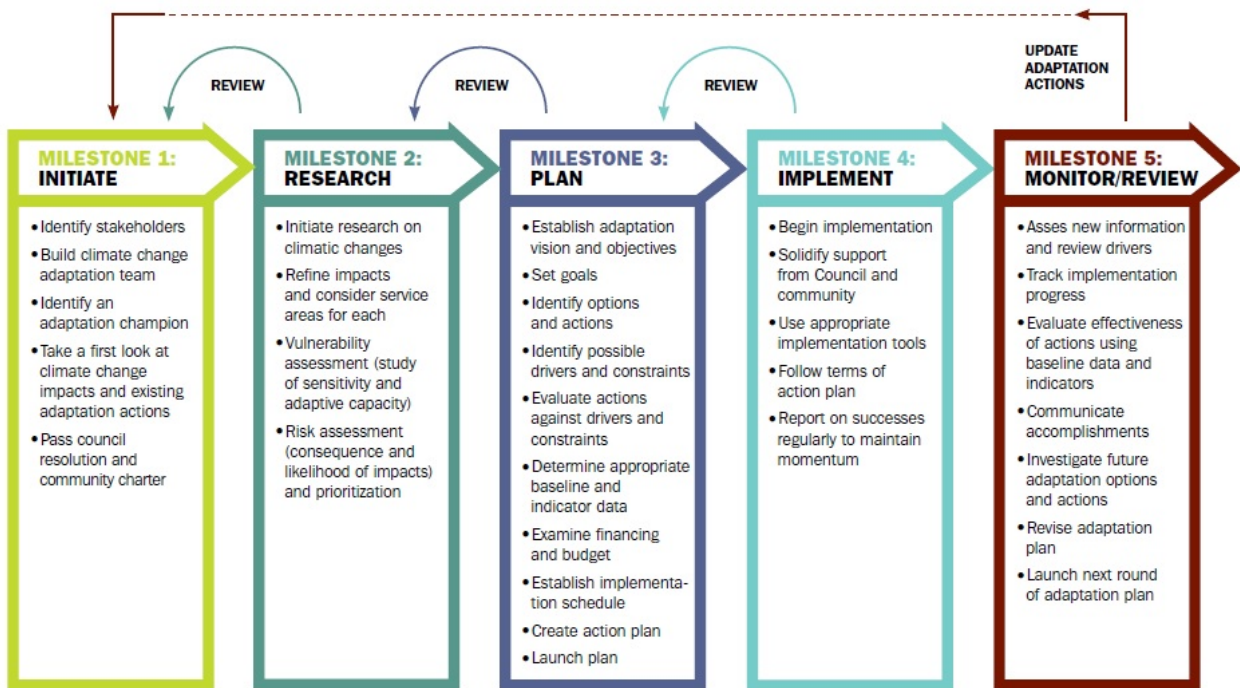 UPDATE
ADAPTATION
ACTIONS
REVIEW
REVIEW
REVIEW
MILESTONE 1:
INITIATE
• Identify stakeholders
• Build climate change
adaptation team
• Identify an
adaptation champion
• Take a first look at
climate change
impacts and existing
adaptation actions
• Pass council
resolution and
community charter
MILESTONE 2:
RESEARCH
• Initiate research on
climatic changes
• Refine impacts
and consider service
areas for each
• Vulnerability
assessment (study
of sensitivity and
adaptive capacity)
• Risk assessment
(consequence and
likelihood of impacts)
and prioritization
MILESTONE 3:
PLAN
• Establish adaptation
vision and objectives
• Set goals
• Identify options
and actions
• Identify possible
drivers and constraints
• Evaluate actions
against drivers and
constraints
• Determine appropriate
baseline and
indicator data
• Examine financing
and budget
• Establish implementa-
tion schedule
• Create action plan
• Launch plan
MILESTONE 4:
IMPLEMENT
• Begin implementation
• Solidify support
from Council and
community
• Use appropriate
implementation tools
• Follow terms of
action plan
• Report on successes
regularly to maintain
momentum
MILESTONE 5:
MONITOR/REVIEW
• Asses new information
and review drivers
• Track implementation
progress
• Evaluate effectiveness
of actions using
baseline data and
indicators
• Communicate
accomplishments
• Investigate future
adaptation options
and actions
• Revise adaptation
plan
• Launch next round
of adaptation plan